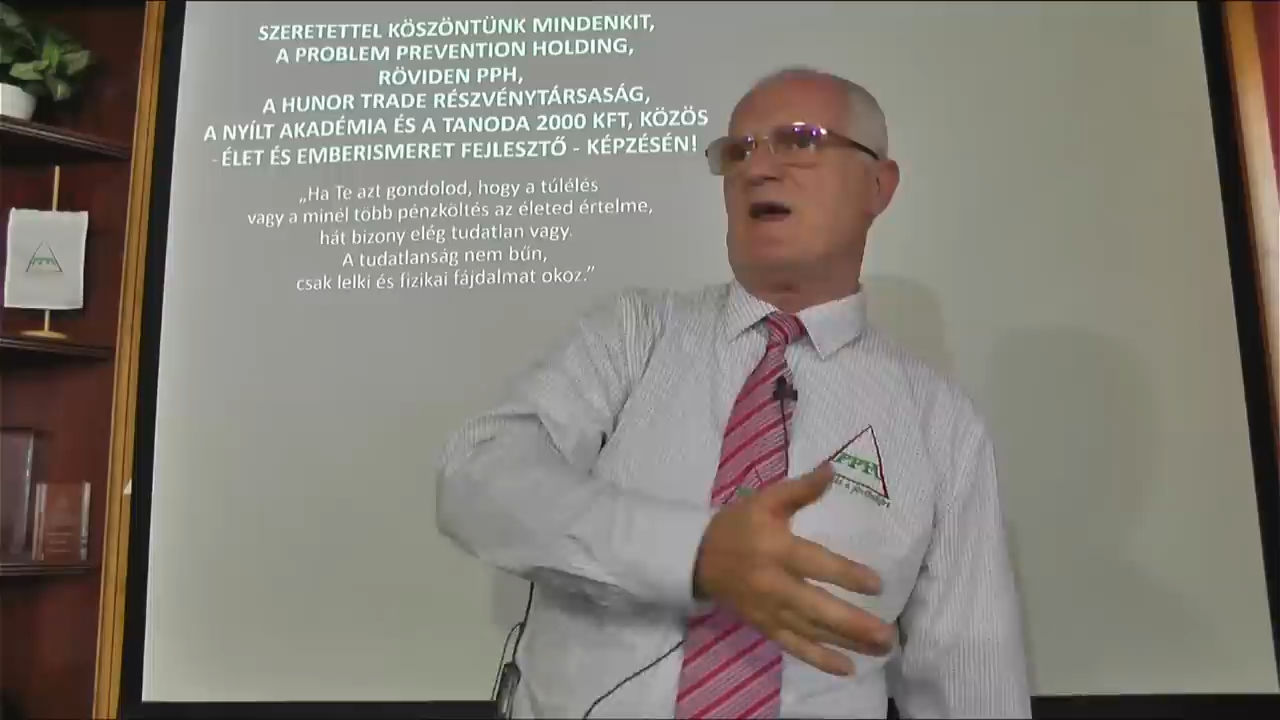 SZERETETTEL KÖSZÖNTÜNK MINDENKIT,
A PROBLEM PREVENTION HOLDING,
RÖVIDEN PPH,
A HUNOR TRADE RÉSZVÉNYTÁRSASÁG,
A NYÍLT AKADÉMIA ÉS A TANODA 2000 KFT, KÖZÖS
- ÉLET ÉS EMBERISMERET FEJLESZTŐ - KÉPZÉSÉN!
„Ha Te azt gondolod, hogy a túlélés
vagy a minél több pénzköltés az életed értelme,
hát bizony elég tudatlan vagy.
A tudatlanság nem bűn,
csak lelki és fizikai fájdalmat okoz.”
PPH